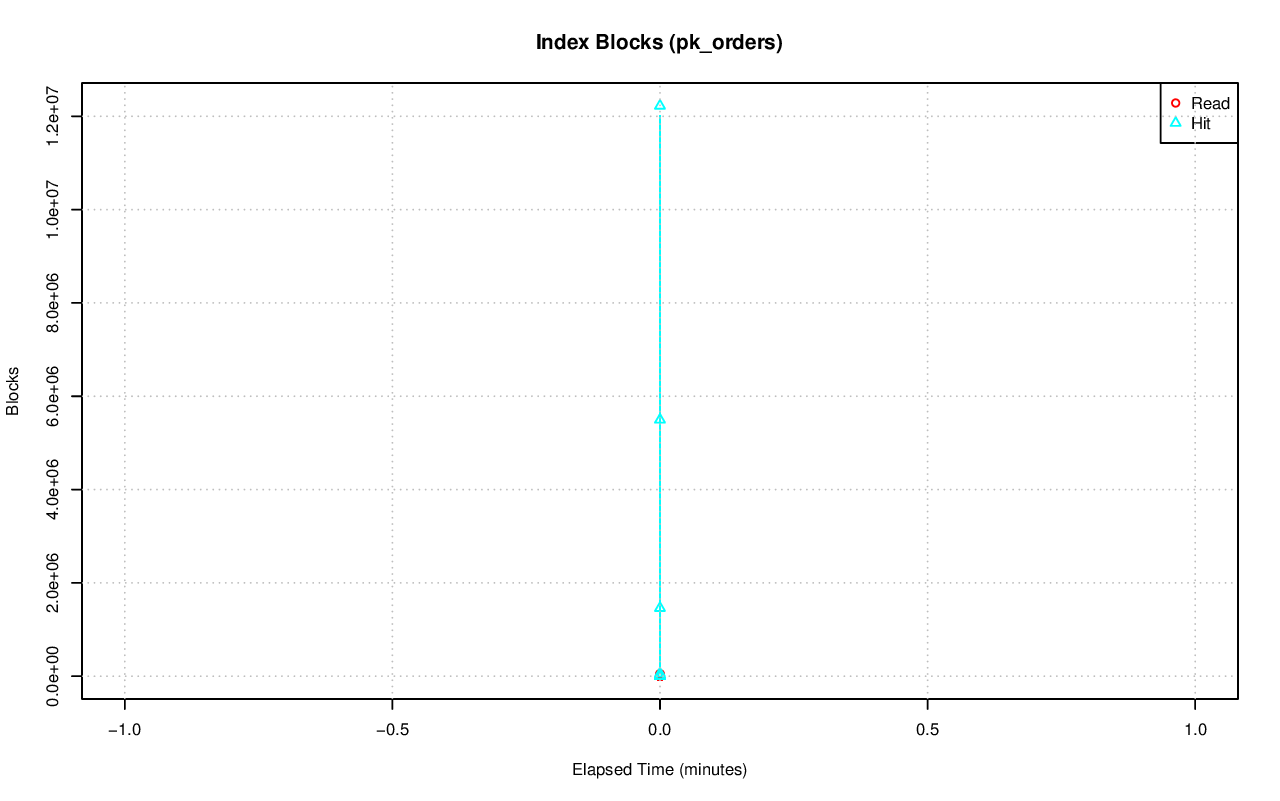 Index Blocks (pk_orders)
Read
Hit
Blocks
1.2e+07
1.0e+07
8.0e+06
6.0e+06
4.0e+06
2.0e+06
0.0e+00
−1.0
−0.5
0.0
0.5
1.0
Elapsed Time (minutes)